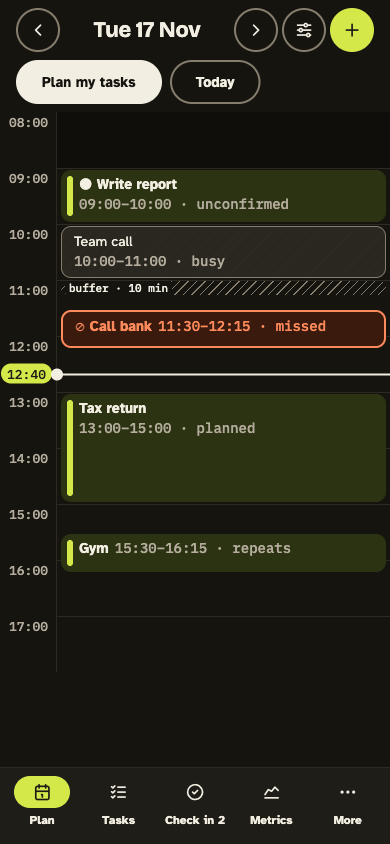 Tue 17 Nov
Plan my tasks
Today
08:00
09:00
Write report
09:00–10:00 · unconfirmed
10:00
Team call
10:00–11:00 · busy
11:00
buffer · 10 min
Call bank 11:30–12:15 · missed
12:00
12:40
13:00
Tax return
13:00–15:00 · planned
14:00
15:00
Gym 15:30–16:15 · repeats
16:00
17:00
Plan
Tasks
Check in 2
Metrics
More